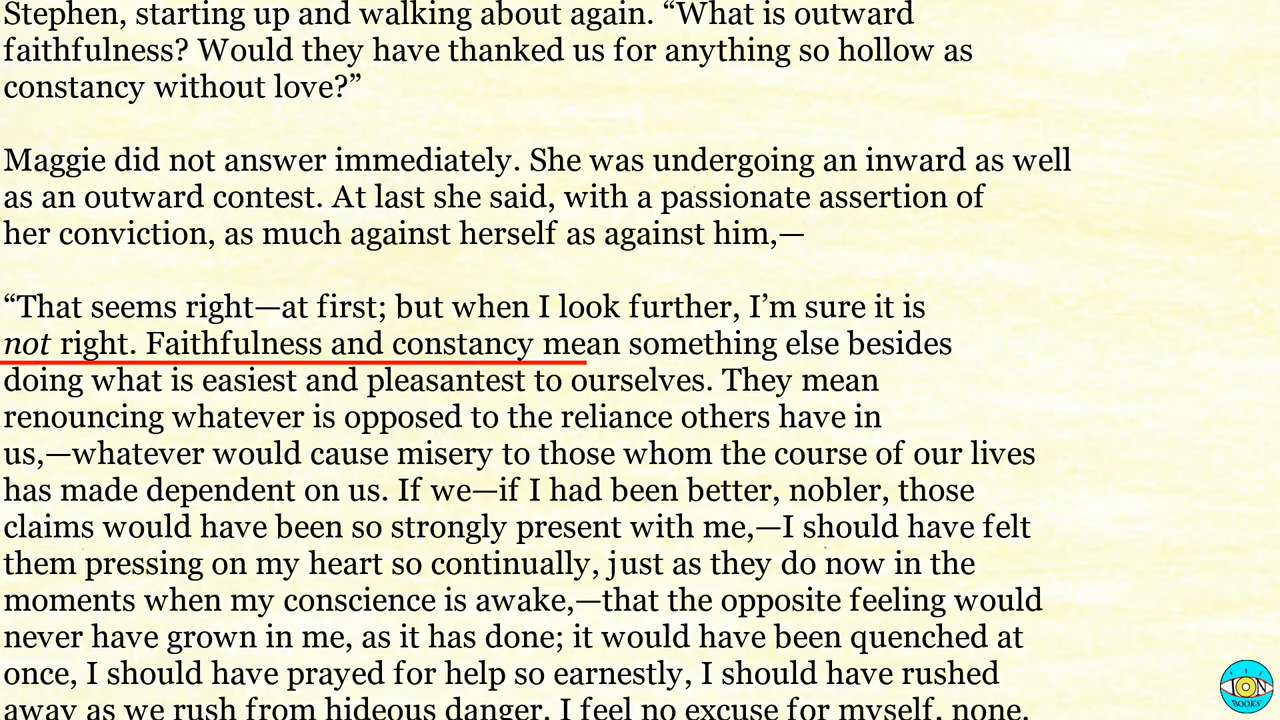 Stephen, starting up and walking about again. “What is outward
faithfulness? Would they have thanked us for anything so hollow as
constancy without love?”
Maggie did not answer immediately. She was undergoing an inward as well
as an outward contest. At last she said, with a passionate assertion of
her conviction, as much against herself as against him,—
“That seems right—at first; but when I look further, I’m sure it is
not right. Faithfulness and constancy mean something else besides
doing what is easiest and pleasantest to ourselves. They mean
renouncing whatever is opposed to the reliance others have in
us,—whatever would cause misery to those whom the course of our lives
has made dependent on us. If we—if I had been better, nobler, those
claims would have been so strongly present with me,—I should have felt
them pressing on my heart so continually, just as they do now in the
moments when my conscience is awake,—that the opposite feeling would
never have grown in me, as it has done; it would have been quenched at
once, I should have prayed for help so earnestly, I should have rushed
away as we rush from hideous danger. I feel no excuse for myself, none.
ION
BOOKS